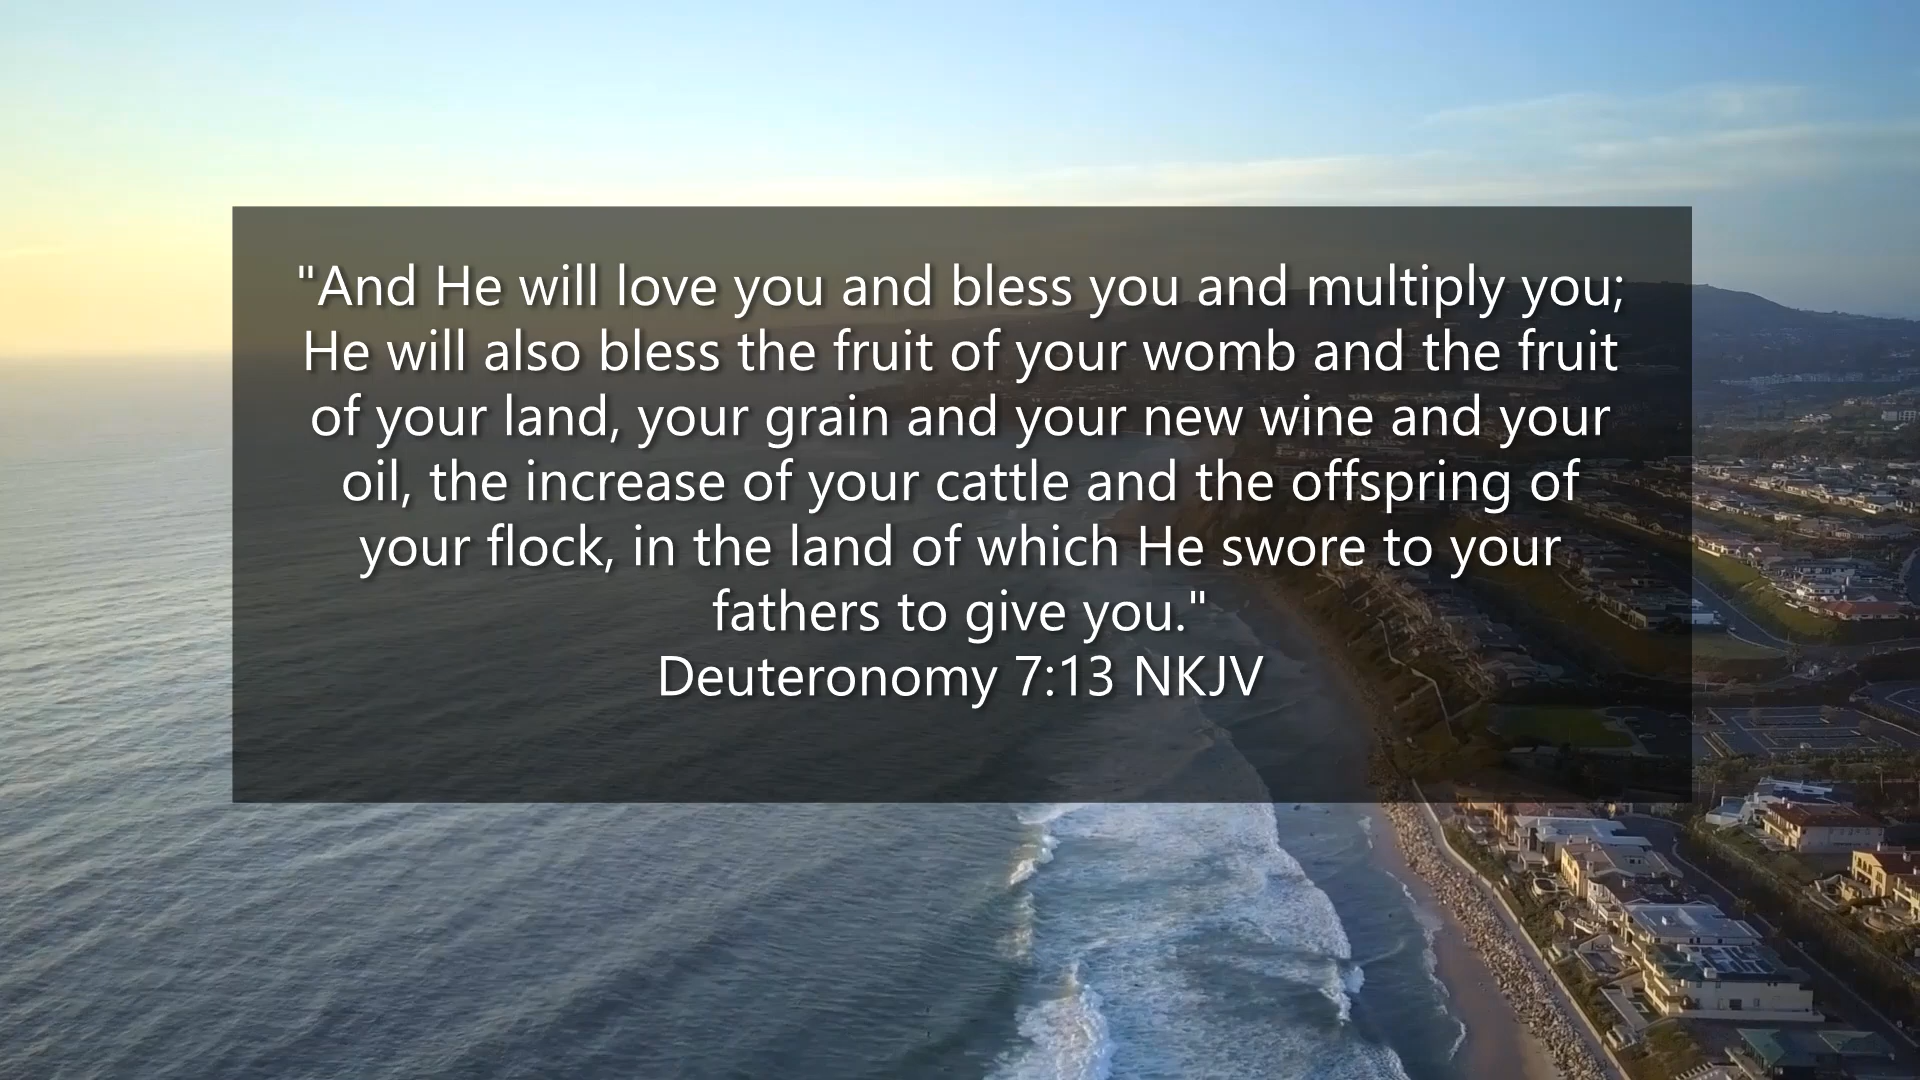 "And He will love you and bless you and multiply you;
He will also bless the fruit of your womb and the fruit
of your land, your grain and your new wine and your
oil, the increase of your cattle and the offspring of
your flock, in the land of which He swore to your
fathers to give you."
Deuteronomy 7:13 NKJV